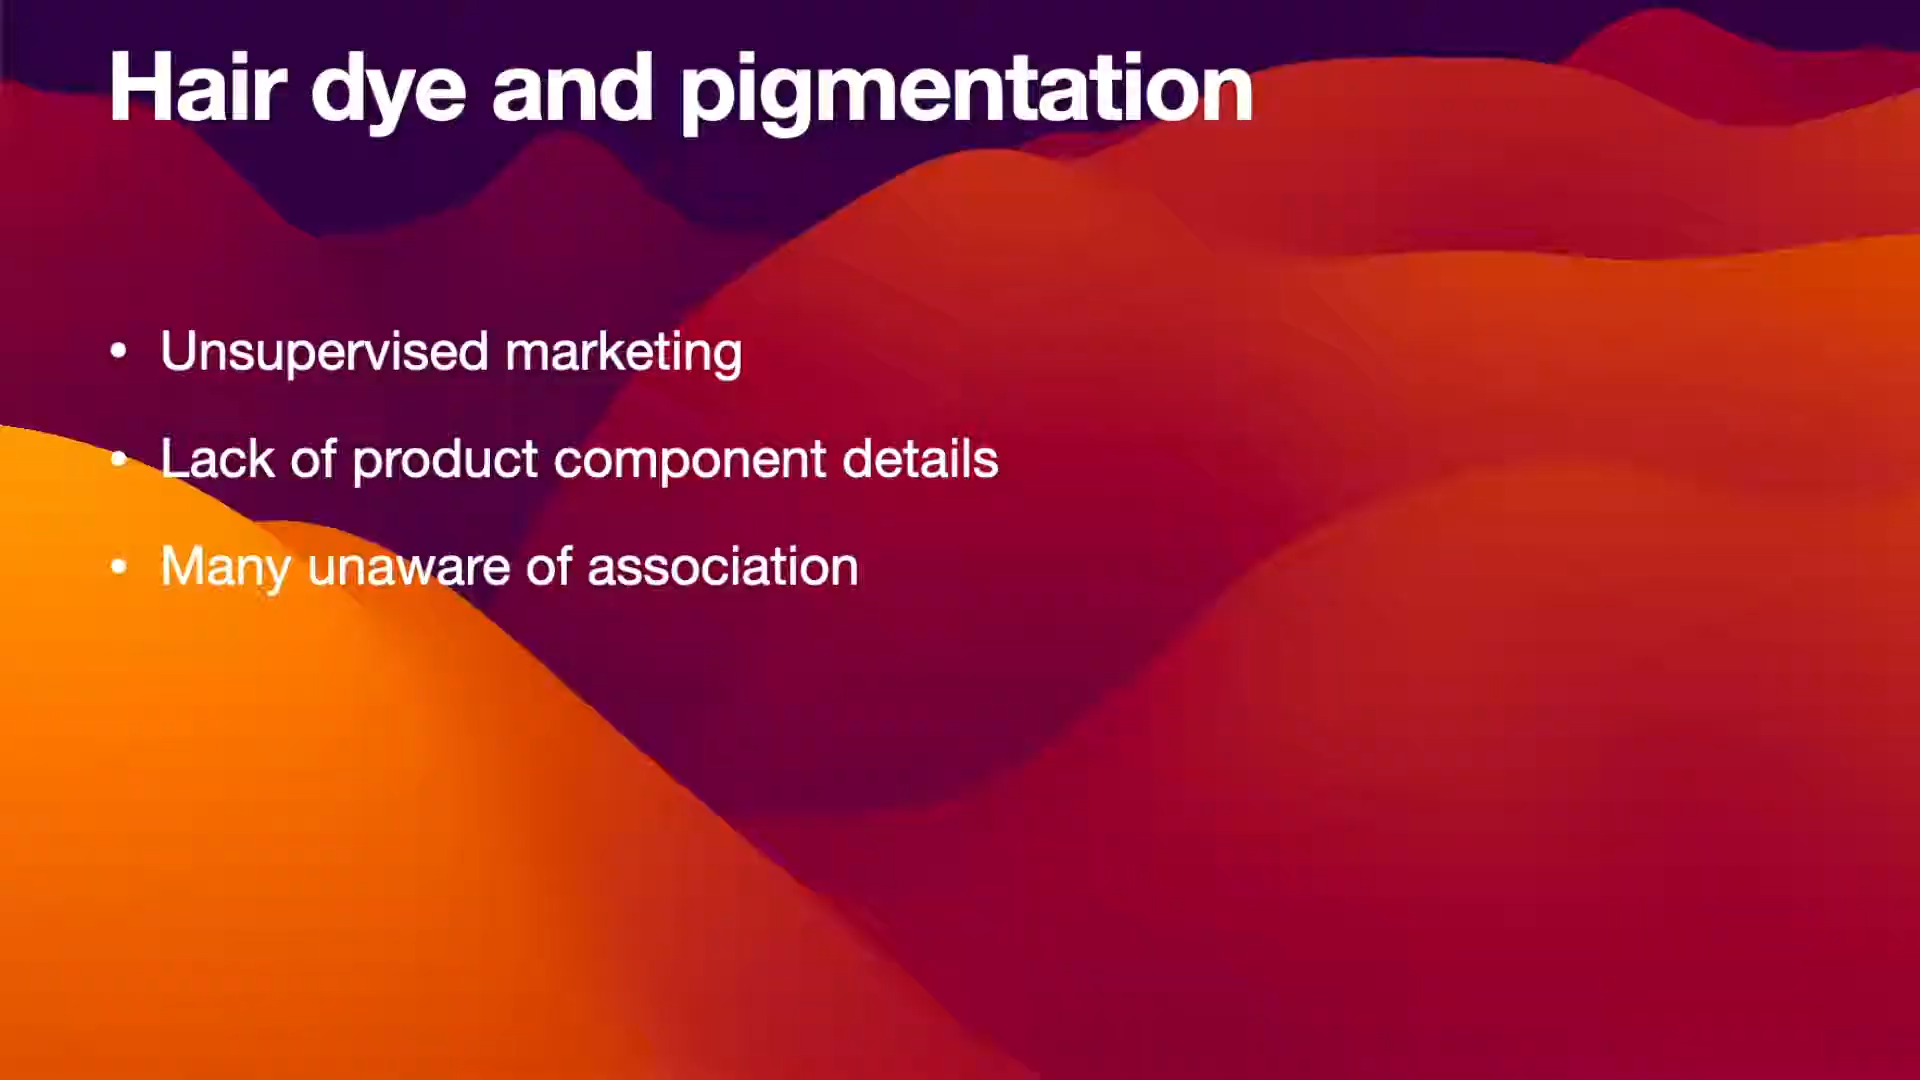 Hair dye and pigmentation
• Unsupervised marketing
• Lack of product component details
• Many unaware of association